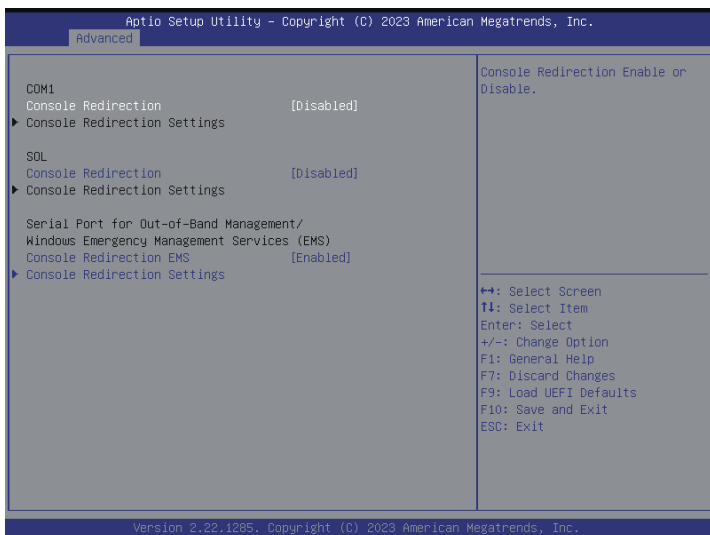 Aptio Setup Utility – Copyright (C) 2023 American Megatrends, Inc.
Advanced
COM1
Console Redirection [Disabled]
▶ Console Redirection Settings
SOL
Console Redirection [Disabled]
▶ Console Redirection Settings
Serial Port for Out-of-Band Management/
Windows Emergency Management Services (EMS)
Console Redirection EMS [Enabled]
▶ Console Redirection Settings
Console Redirection Enable or
Disable.
↔: Select Screen
↑↓: Select Item
Enter: Select
+/-: Change Option
F1: General Help
F7: Discard Changes
F9: Load UEFI Defaults
F10: Save and Exit
ESC: Exit
Version 2.22.1285. Copyright (C) 2023 American Megatrends, Inc.